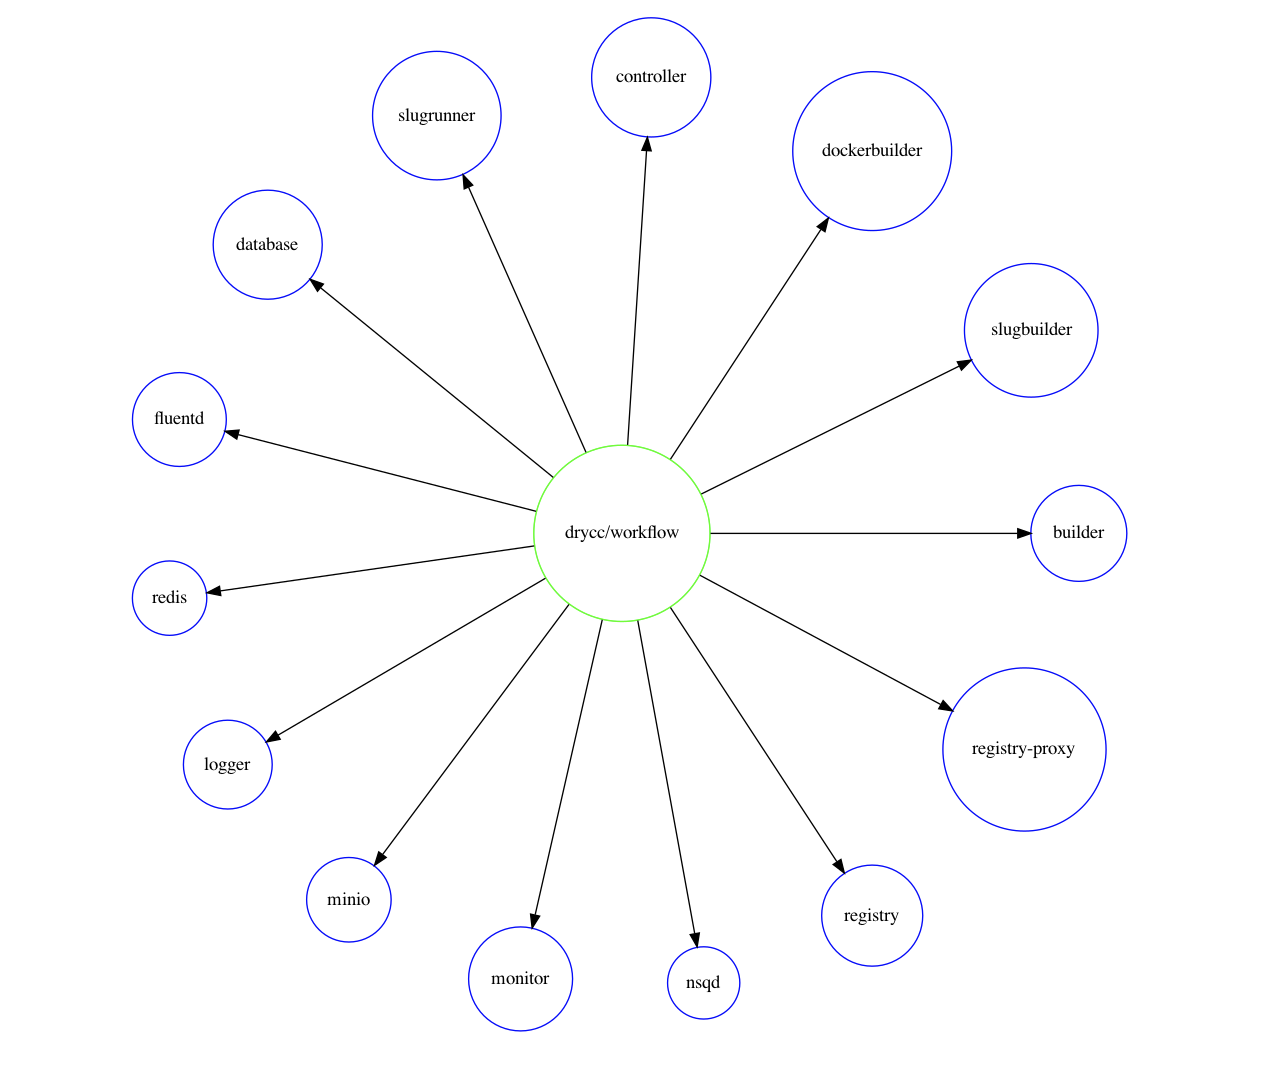 controller
slugrunner
dockerbuilder
database
slugbuilder
fluentd
drycc/workflow
builder
redis
registry-proxy
logger
minio
registry
monitor
nsqd